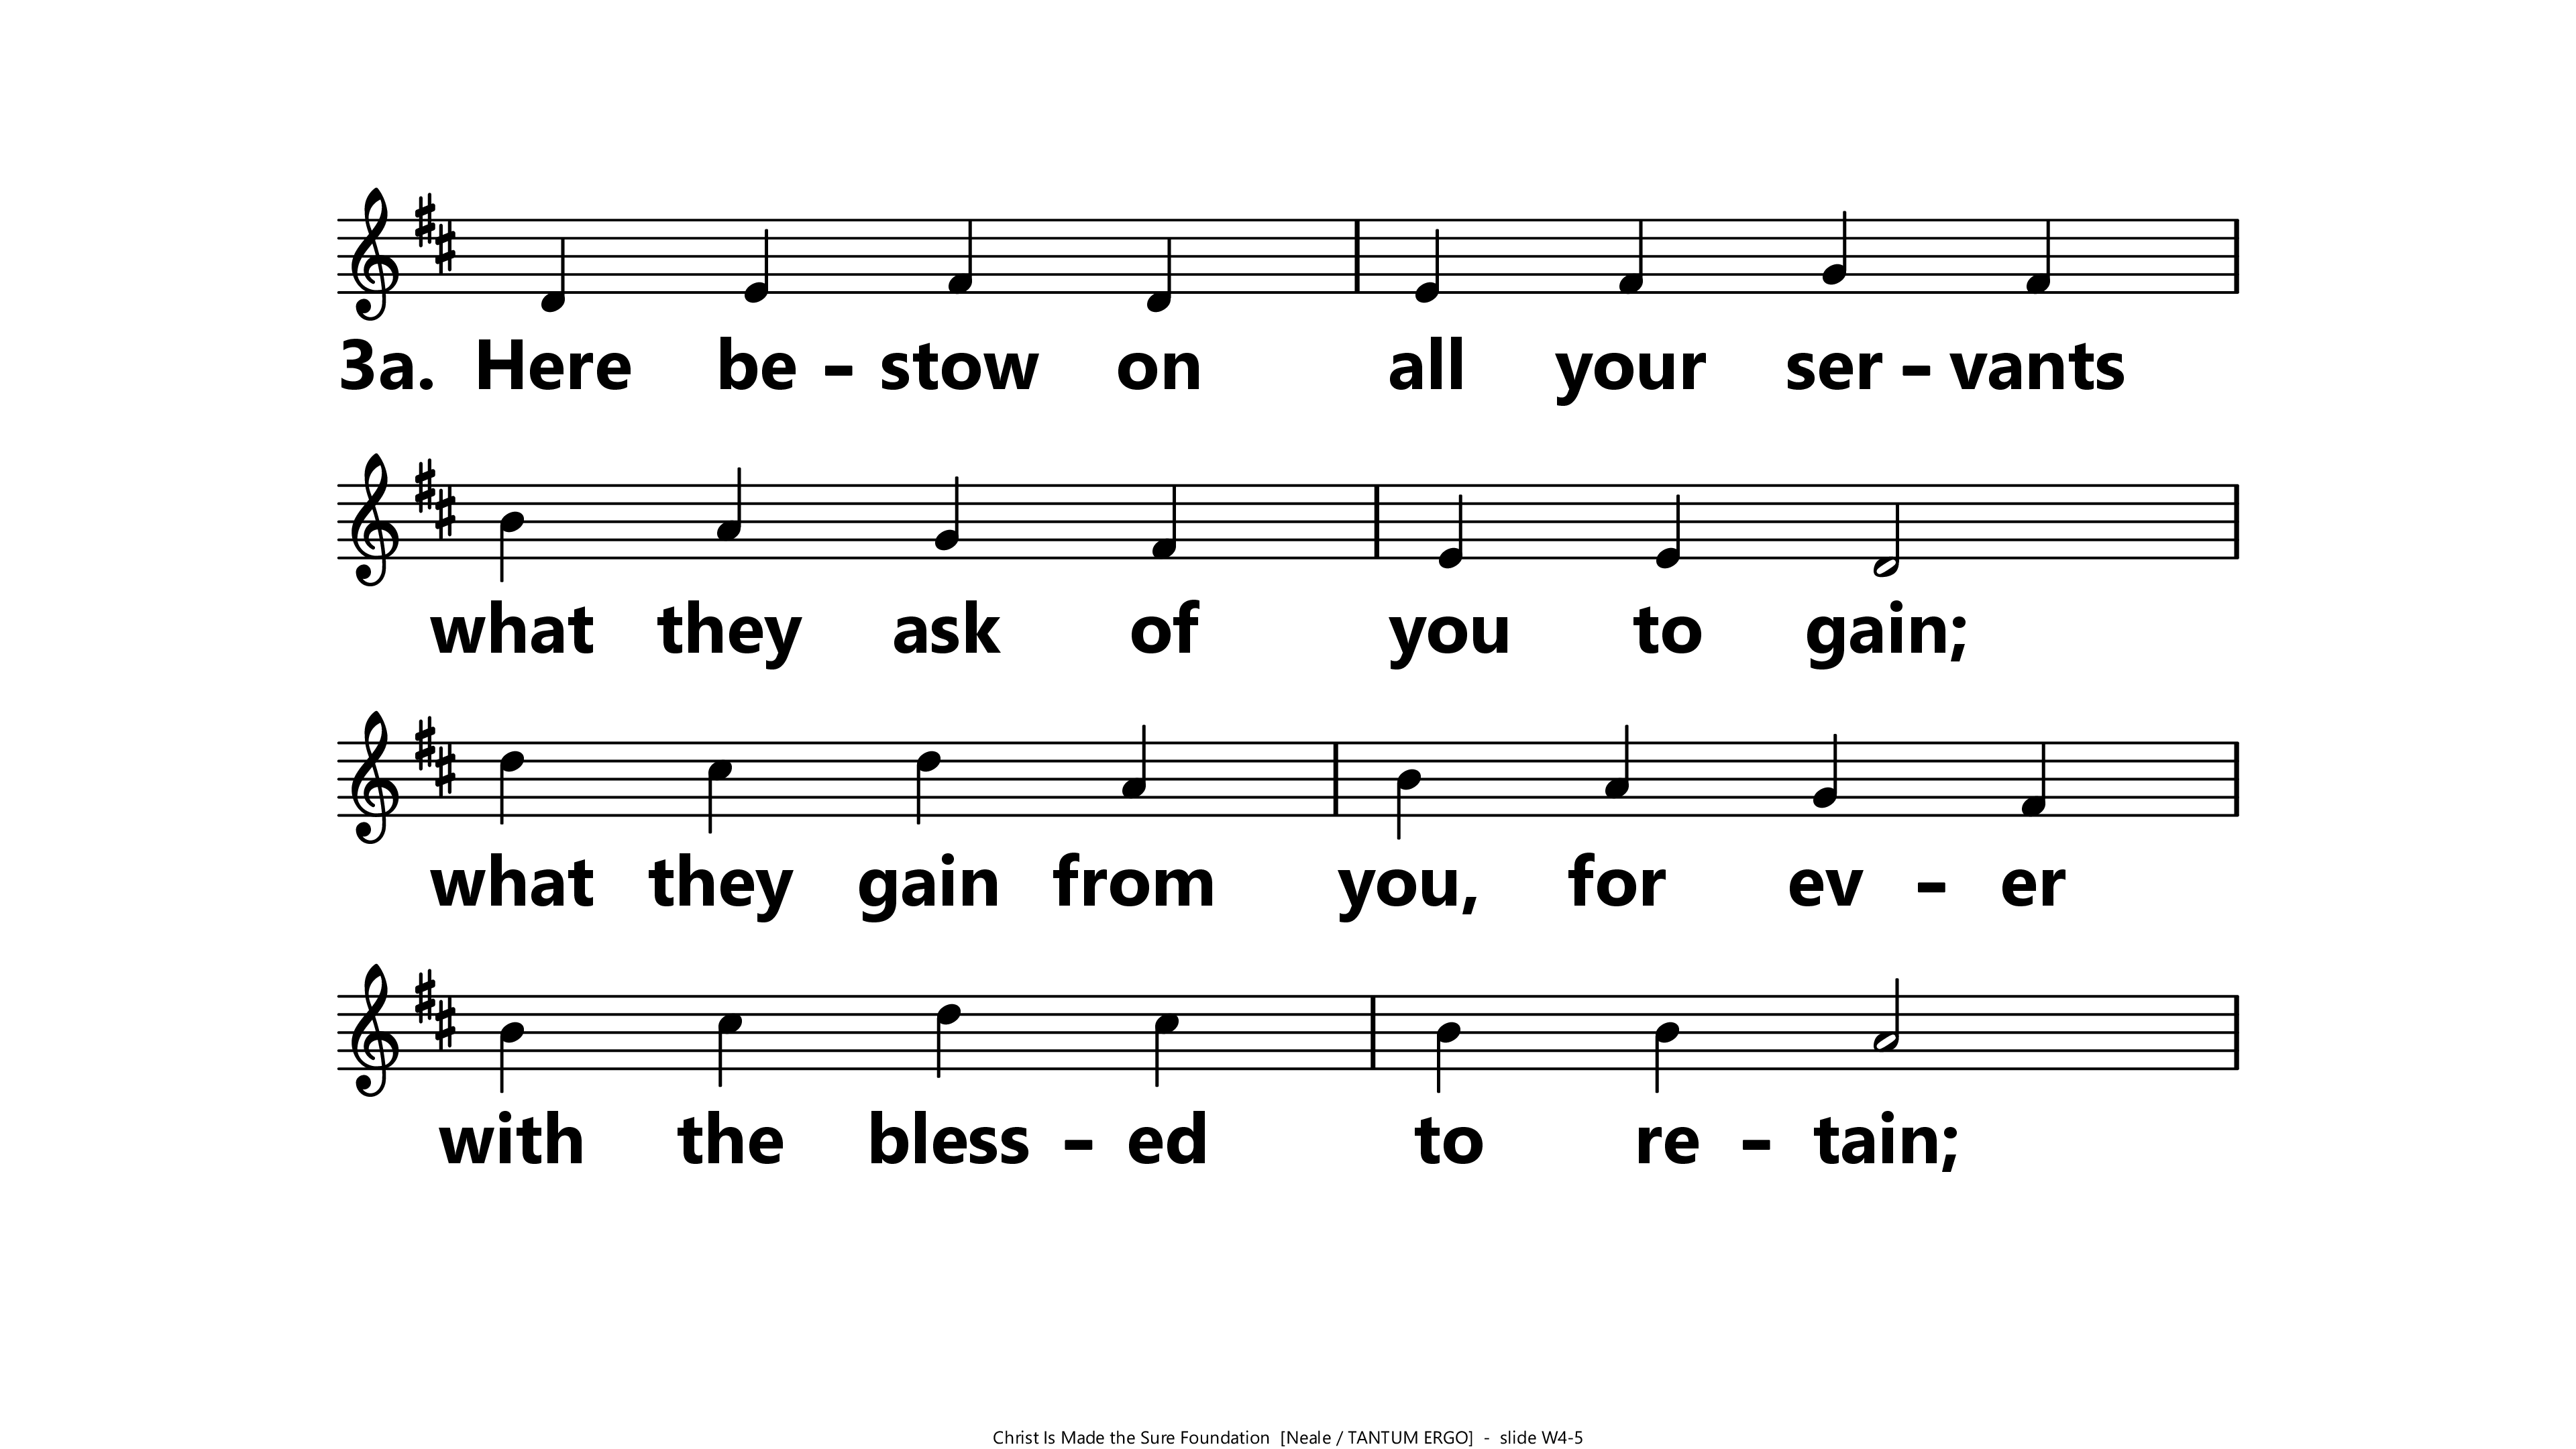 3a. Here be – stow on all your ser – vants
what they ask of you to gain;
what they gain from you, for ev – er
with the bless – ed to re – tain;
Christ Is Made the Sure Foundation [Neale / TANTUM ERGO] - slide W4-5